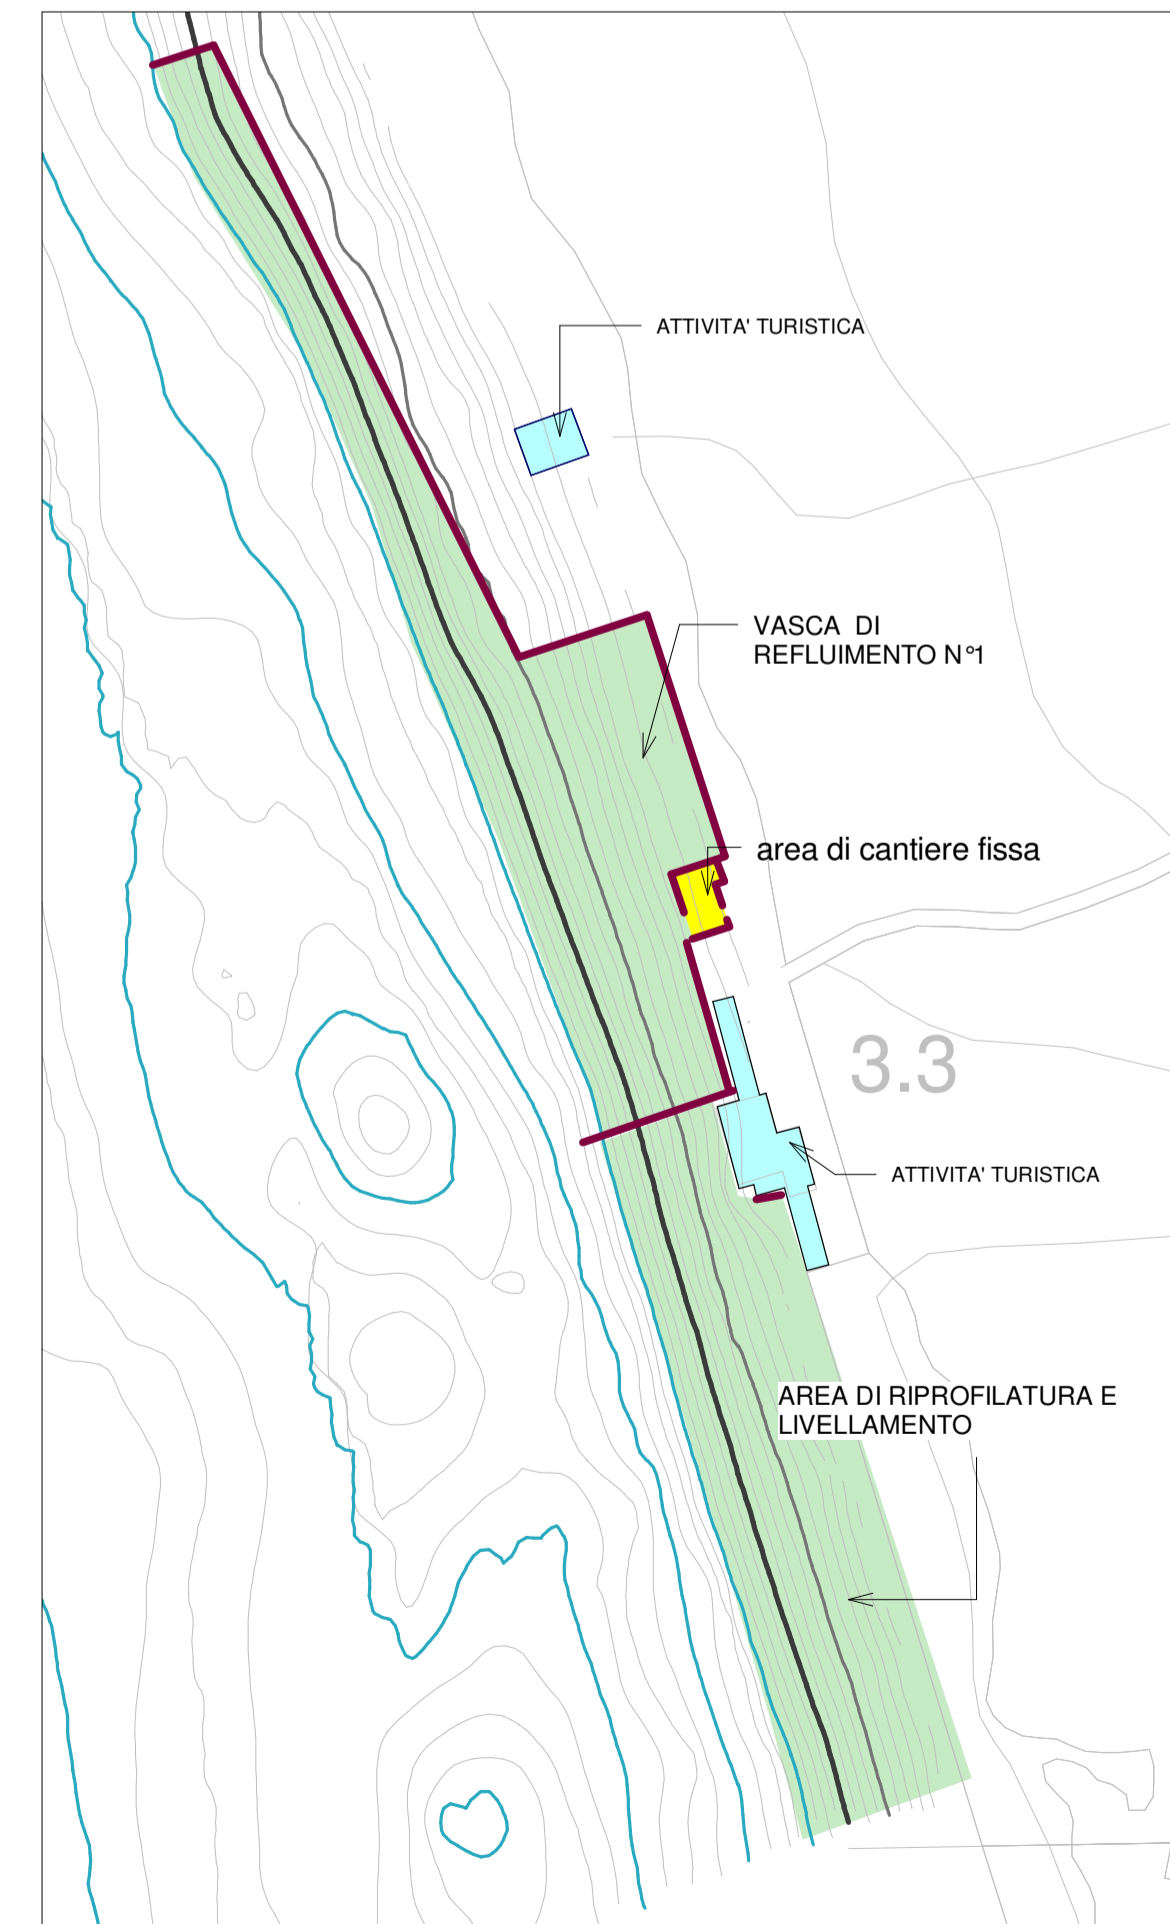 ATTIVITA' TURISTICA
VASCA DI
REFLUIMENTO N°1
area di cantiere fissa
3.3
ATTIVITA' TURISTICA
AREA DI RIPROFILATURA E
LIVELLAMENTO